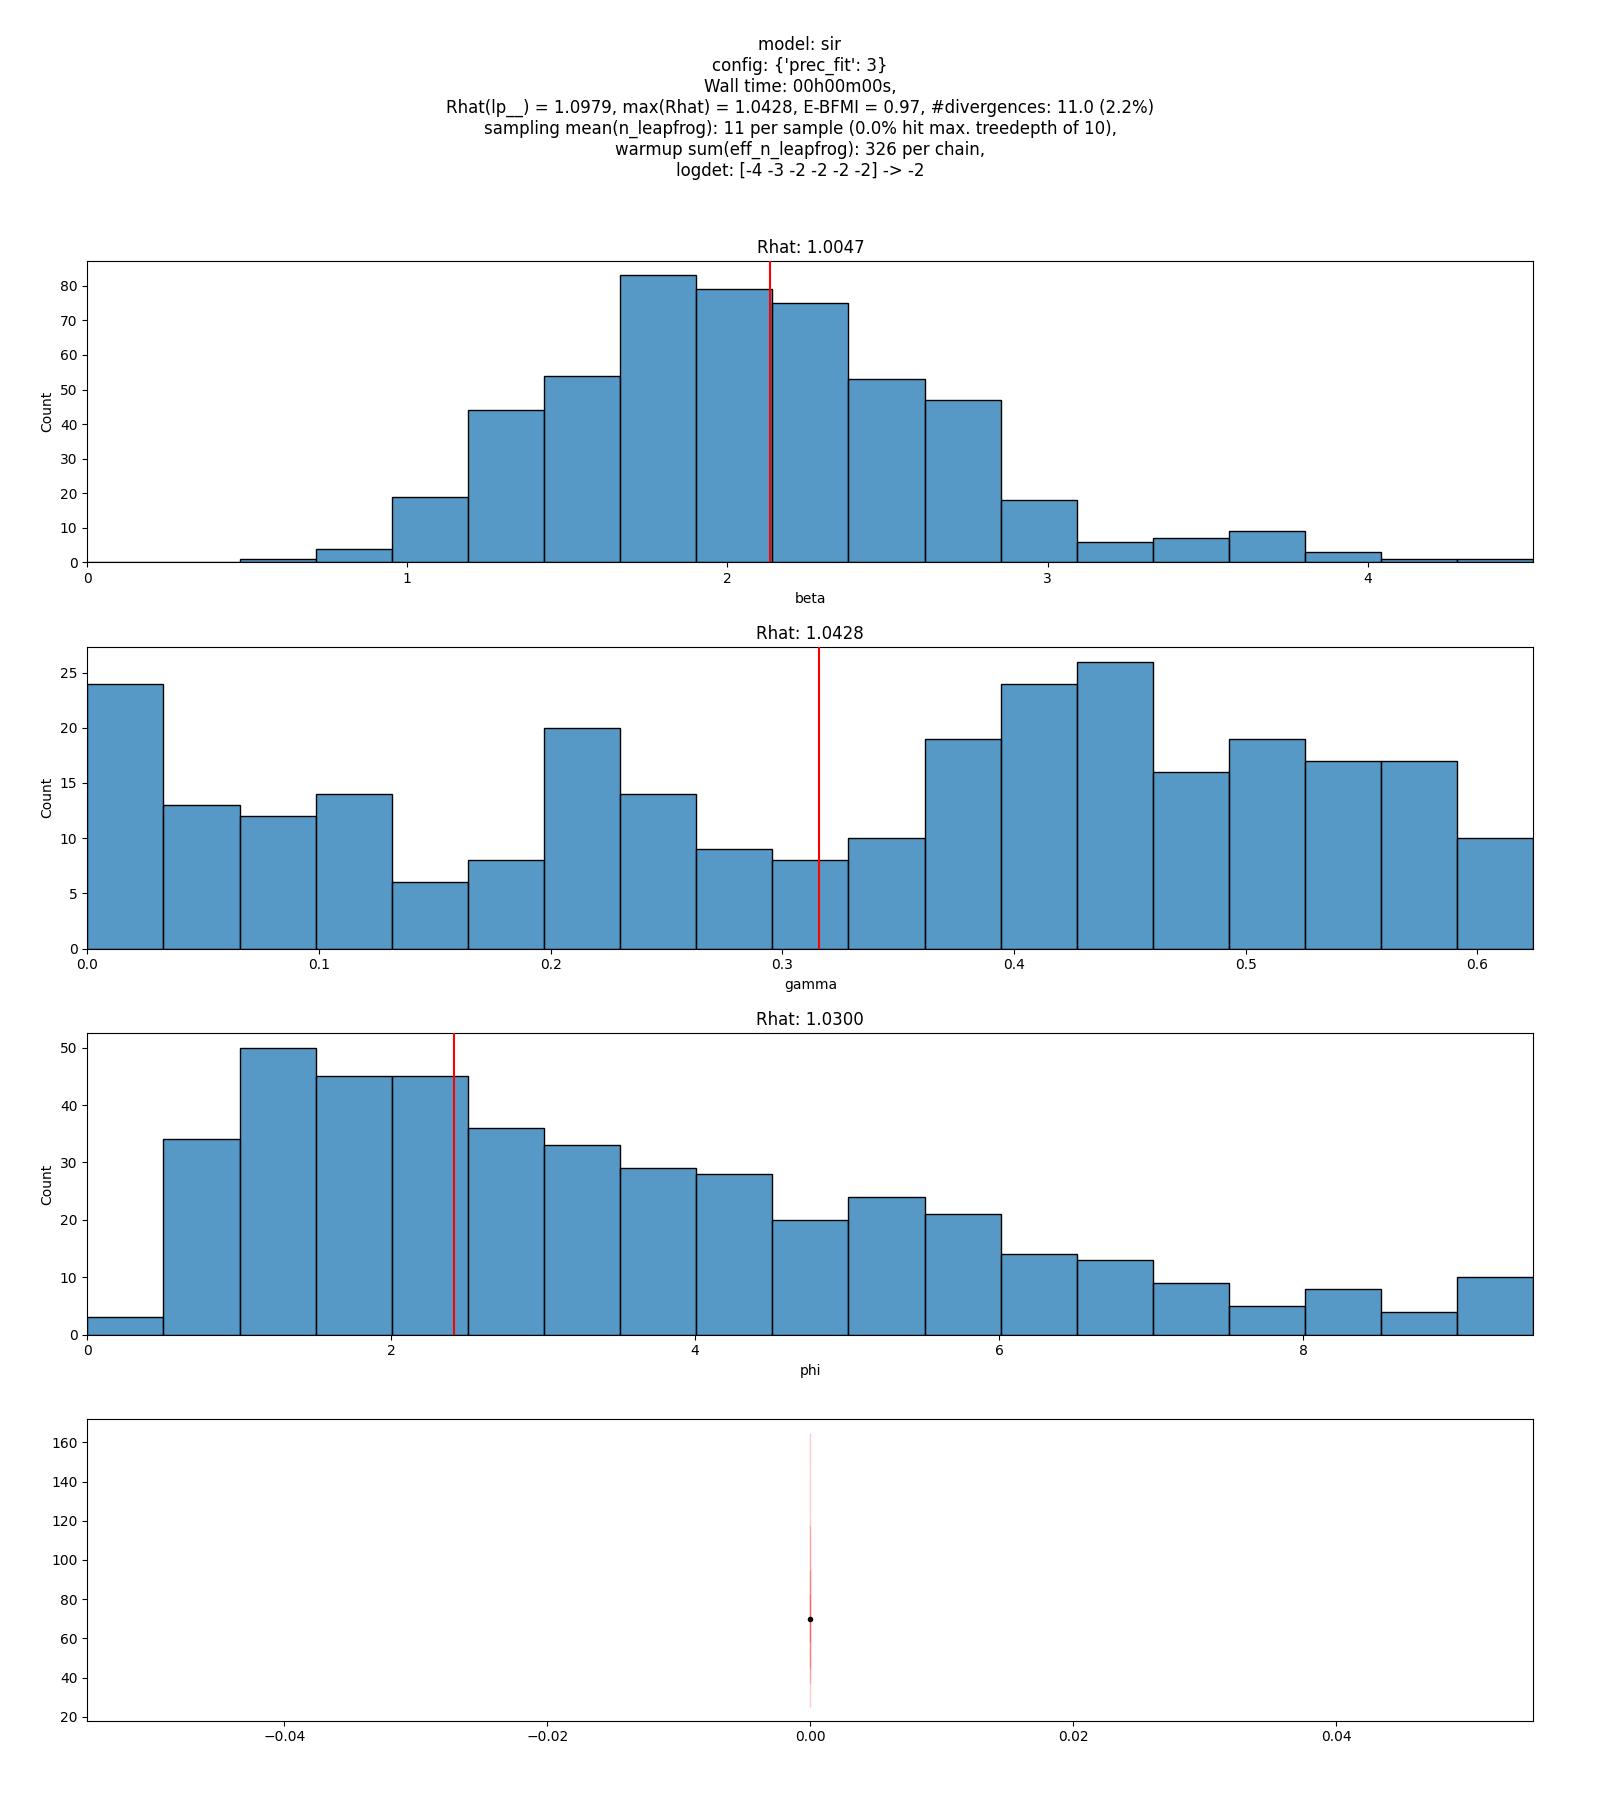 model: sir
config: {'prec_fit': 3}
Wall time: 00h00m00s,
Rhat(lp__) = 1.0979, max(Rhat) = 1.0428, E-BFMI = 0.97, #divergences: 11.0 (2.2%)
sampling mean(n_leapfrog): 11 per sample (0.0% hit max. treedepth of 10),
warmup sum(eff_n_leapfrog): 326 per chain,
logdet: [-4 -3 -2 -2 -2 -2] -> -2
Rhat: 1.0047
80
70
60
50
40
30
20
10
0
Count
0 1 2 3 4
beta
Rhat: 1.0428
25
20
15
10
5
0
Count
0.0 0.1 0.2 0.3 0.4 0.5 0.6
gamma
Rhat: 1.0300
50
40
30
20
10
0
Count
0 2 4 6 8
phi
160
140
120
100
80
60
40
20
−0.04 −0.02 0.00 0.02 0.04